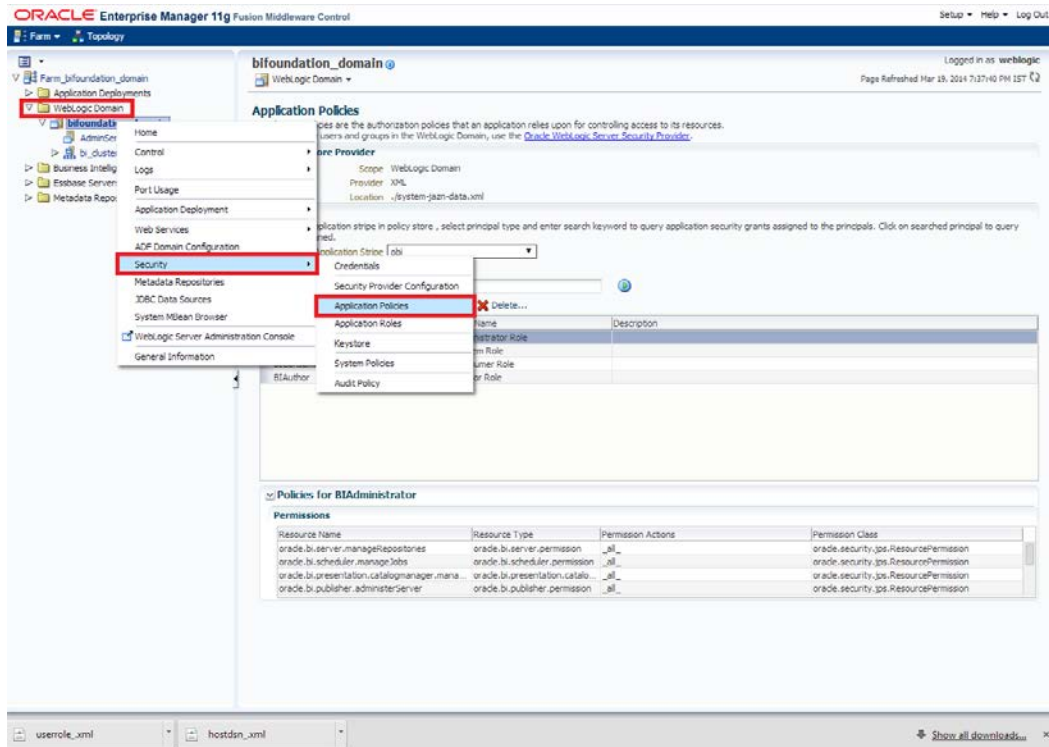 ORACLE Enterprise Manager 11g Fusion Middleware Control
Setup Help Log Out
Farm Topology
Farm_bifoundation_domain
Application Deployments
WebLogic Domain
bifoundati
AdminSer
bi_cluste
Business Intellig
Essbase Server
Metadata Repo
bifoundation_domain
WebLogic Domain
Logged in as weblogic
Page Refreshed Mar 19, 2014 7:37:40 PM IST
Application Policies
es are the authorization policies that an application relies upon for controlling access to its resources.
users and groups in the WebLogic Domain, use the Oracle WebLogic Server Security Provider.
ore Provider
Scope WebLogic Domain
Provider XML
Location ./system-jazn-data.xml
plication stripe in policy store , select principal type and enter search keyword to query application security grants assigned to the principals. Click on searched principal to query
ned.
pplication Stripe obi
Home
Control
Logs
Port Usage
Application Deployment
Web Services
ADF Domain Configuration
Security
Metadata Repositories
JDBC Data Sources
System MBean Browser
WebLogic Server Administration Console
General Information
Credentials
Security Provider Configuration
Application Policies
Application Roles
Keystore
System Policies
Audit Policy
Delete...
Name Description
nistrator Role
em Role
umer Role
BIAuthor or Role
Policies for BIAdministrator
Permissions
Resource Name Resource Type Permission Actions Permission Class
oracle.bi.server.manageRepositories oracle.bi.server.permission _all_ oracle.security.jps.ResourcePermission
oracle.bi.scheduler.manageJobs oracle.bi.scheduler.permission _all_ oracle.security.jps.ResourcePermission
oracle.bi.presentation.catalogmanager.mana... oracle.bi.presentation.catalo... _all_ oracle.security.jps.ResourcePermission
oracle.bi.publisher.administerServer oracle.bi.publisher.permission _all_ oracle.security.jps.ResourcePermission
userrole_.xml hostdsn_.xml Show all downloads...